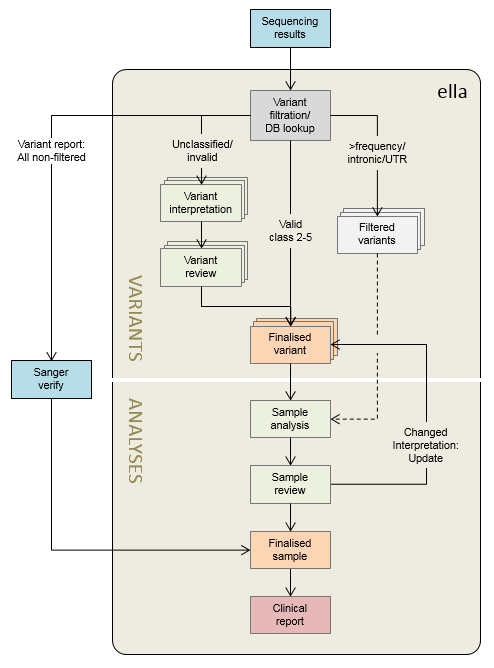 Sequencing
results
ella
Variant
filtration/
DB lookup
Variant report:
All non-filtered
Unclassified/
invalid
>frequency/
intronic/UTR
Variant
interpretation
Valid
class 2-5
Filtered
variants
Variant
review
VARIANTS
Finalised
variant
Sanger
verify
ANALYSES
Sample
analysis
Changed
Interpretation:
Update
Sample
review
Finalised
sample
Clinical
report